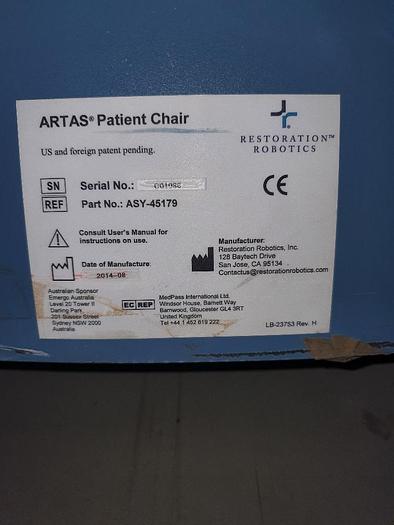 ARTAS® Patient Chair
RESTORATION™
ROBOTICS
US and foreign patent pending.
SN Serial No.:
REF Part No.: ASY-45179
CE
Consult User's Manual for
instructions on use.
Manufacturer:
Restoration Robotics, Inc.
128 Baytech Drive
San Jose, CA 95134
Contactus@restorationrobotics.com
Date of Manufacture:
2014-08
Australian Sponsor
Emergo Australia
Level 20 Tower II
Darling Park
201 Sussex Street
Sydney NSW 2000
Australia
EC REP
MedPass International Ltd.
Windsor House, Barnett Way
Barnwood, Gloucester GL4 3RT
United Kingdom
Tel +44 1 452 619 222
LB-23753 Rev. H